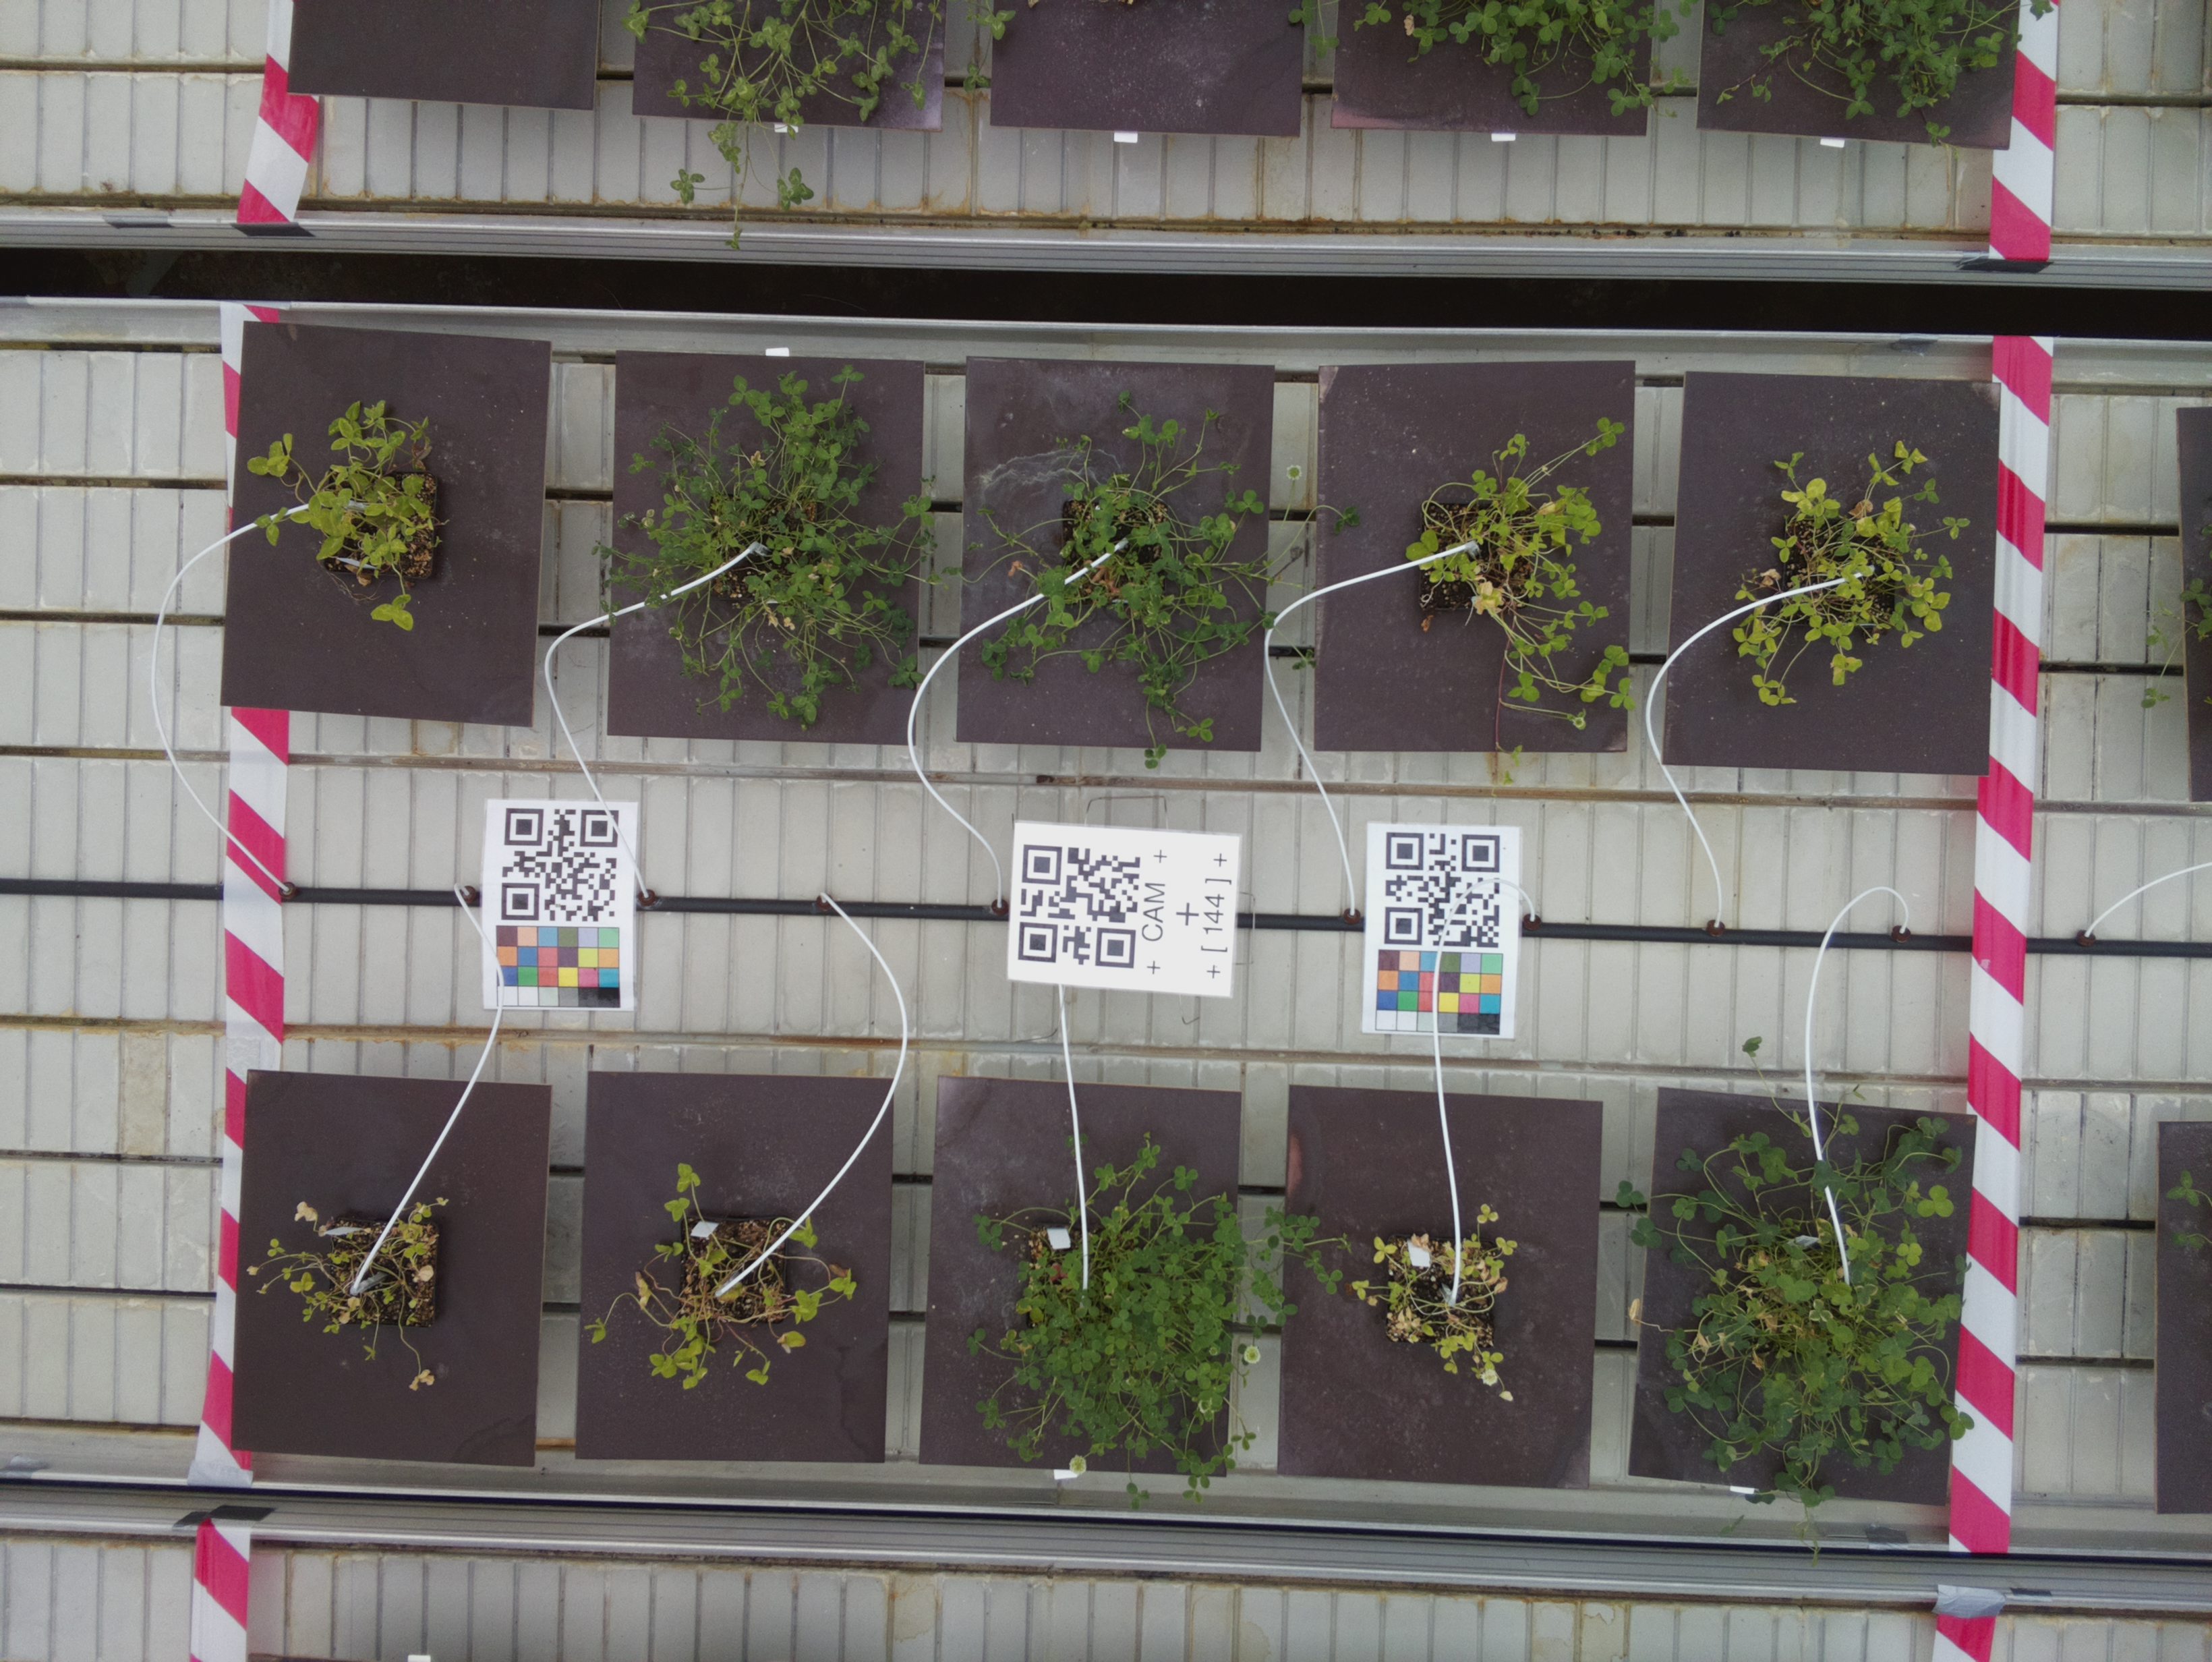 + CAM +
+
+ [ 144 ] +